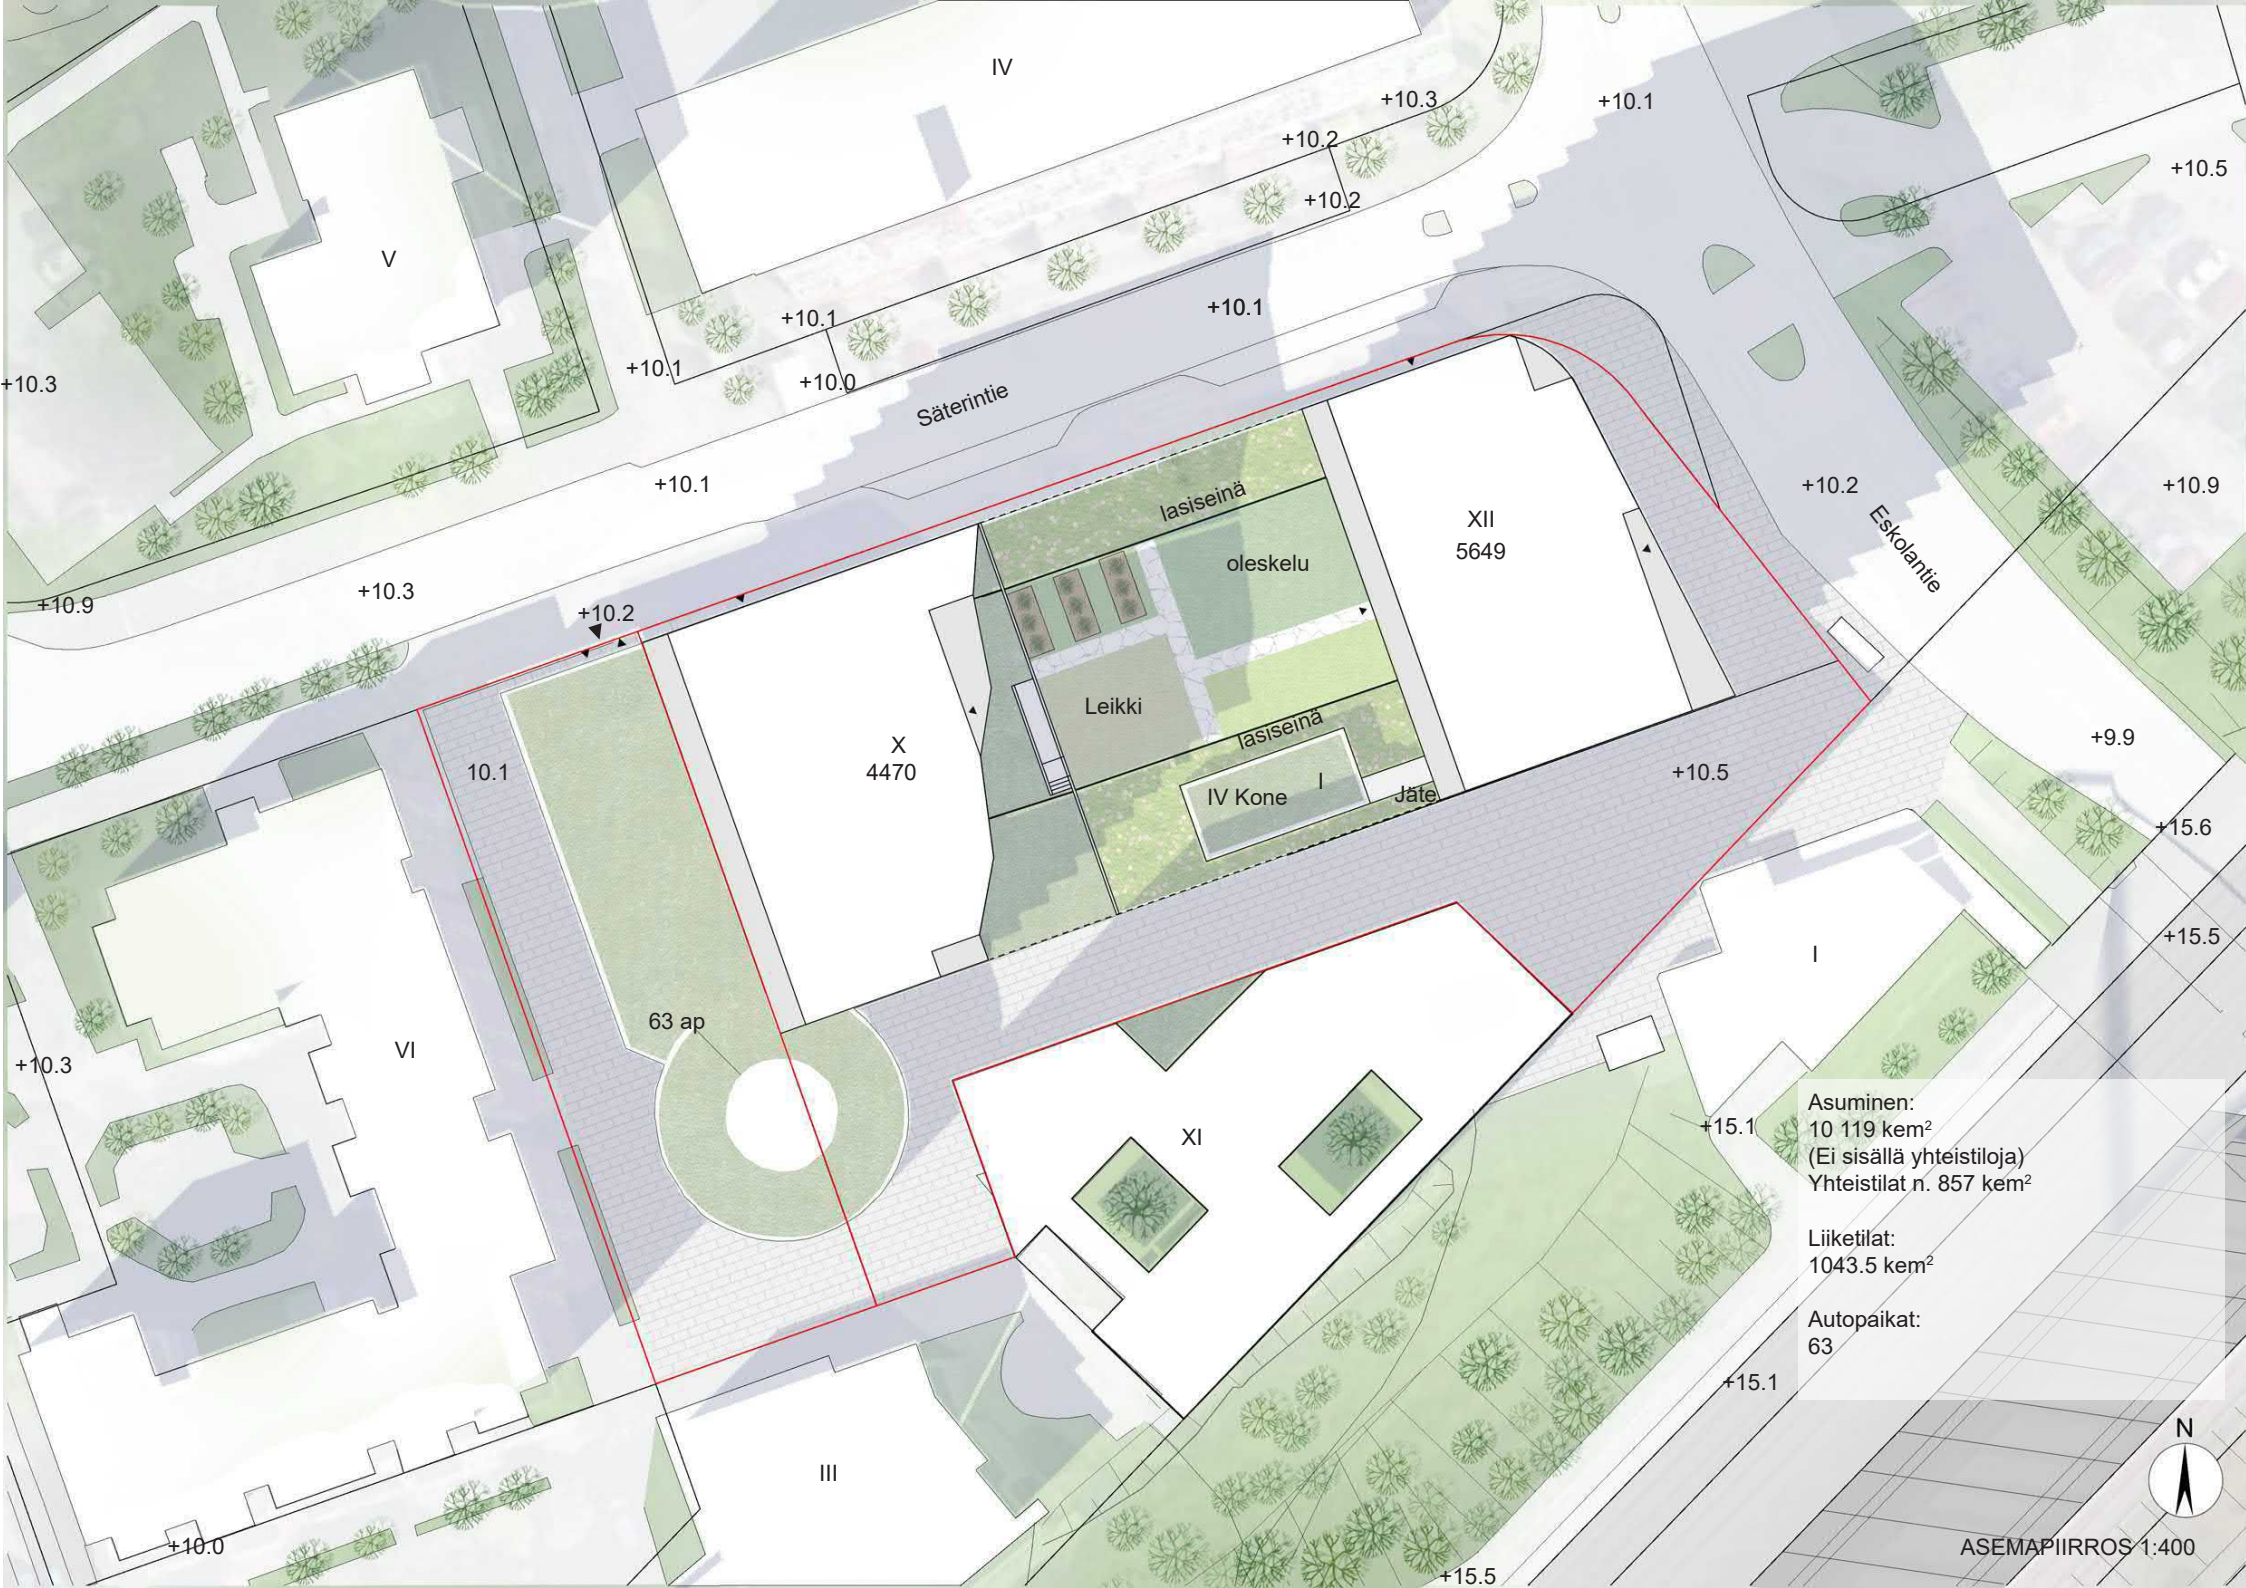 IV
+10.3
+10.1
+10.2
+10.5
+10.2
V
+10.1
+10.1
+10.1
+10.0
+10.3
Säterintie
+10.1
lasiseinä
XII
5649
+10.2
+10.9
Eskolantie
oleskelu
+10.3
+10.9
+10.2
Leikki
lasiseinä
X
4470
10.1
+10.5
+9.9
IV Kone
I
Jäte
+15.6
+15.5
I
63 ap
VI
+10.3
XI
+15.1
Asuminen:
10 119 kem²
(Ei sisällä yhteistiloja)
Yhteistilat n. 857 kem²
Liiketilat:
1043.5 kem²
Autopaikat:
63
+15.1
III
N
+10.0
ASEMAPIIRROS 1:400
+15.5